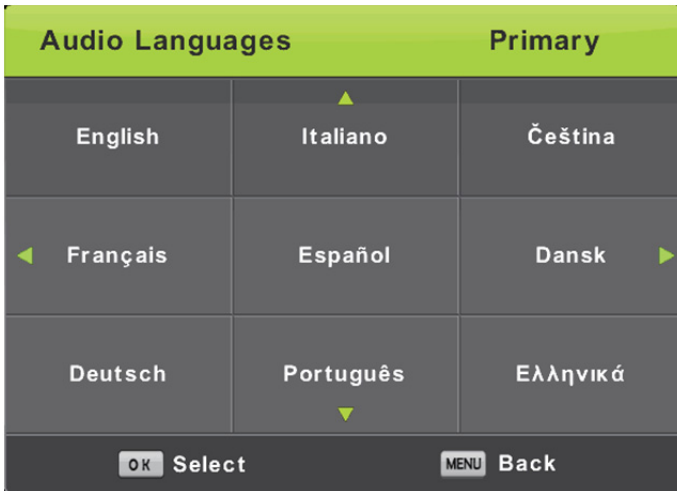 Audio Languages Primary
English Italiano Čeština
Français Español Dansk
Deutsch Português Ελληνικά
OK Select MENU Back